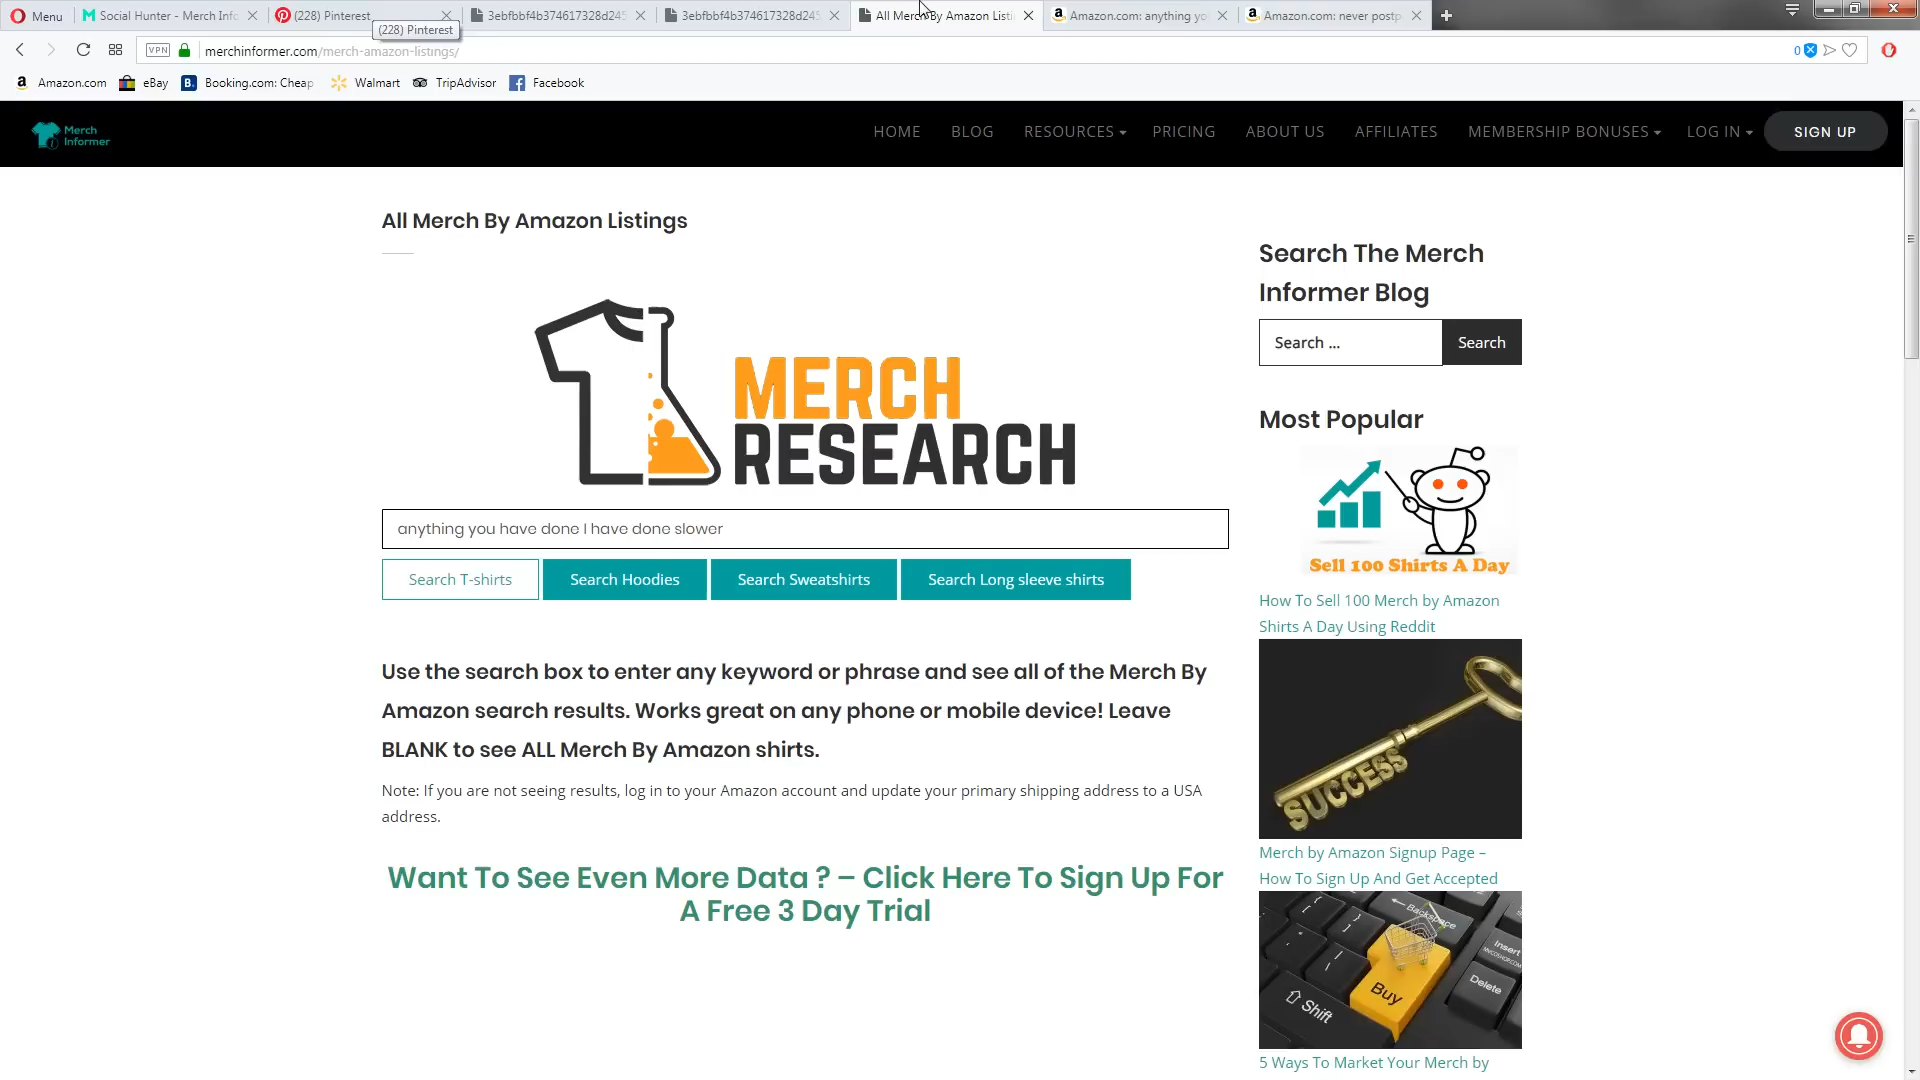 Menu
Social Hunter - Merch Info
(228) Pinterest
3ebfbbf4b374617328d245
3ebfbbf4b374617328d245
All Merch By Amazon Listi
Amazon.com: anything yo
Amazon.com: never postp
(228) Pinterest
VPN
merchinformer.com/merch-amazon-listings/
0
Amazon.com
eBay
Booking.com: Cheap
Walmart
TripAdvisor
Facebook
Merch
Informer
HOME
BLOG
RESOURCES
PRICING
ABOUT US
AFFILIATES
MEMBERSHIP BONUSES
LOG IN
SIGN UP
All Merch By Amazon Listings
MERCH
RESEARCH
anything you have done I have done slower
Search T-shirts
Search Hoodies
Search Sweatshirts
Search Long sleeve shirts
Use the search box to enter any keyword or phrase and see all of the Merch By
Amazon search results. Works great on any phone or mobile device! Leave
BLANK to see ALL Merch By Amazon shirts.
Note: If you are not seeing results, log in to your Amazon account and update your primary shipping address to a USA
address.
Want To See Even More Data ? – Click Here To Sign Up For
A Free 3 Day Trial
Search The Merch
Informer Blog
Search ...
Search
Most Popular
Sell 100 Shirts A Day
How To Sell 100 Merch by Amazon
Shirts A Day Using Reddit
SUCCESS
Merch by Amazon Signup Page –
How To Sign Up And Get Accepted
Backspace
Insert
Delete
Buy
Shift
5 Ways To Market Your Merch by